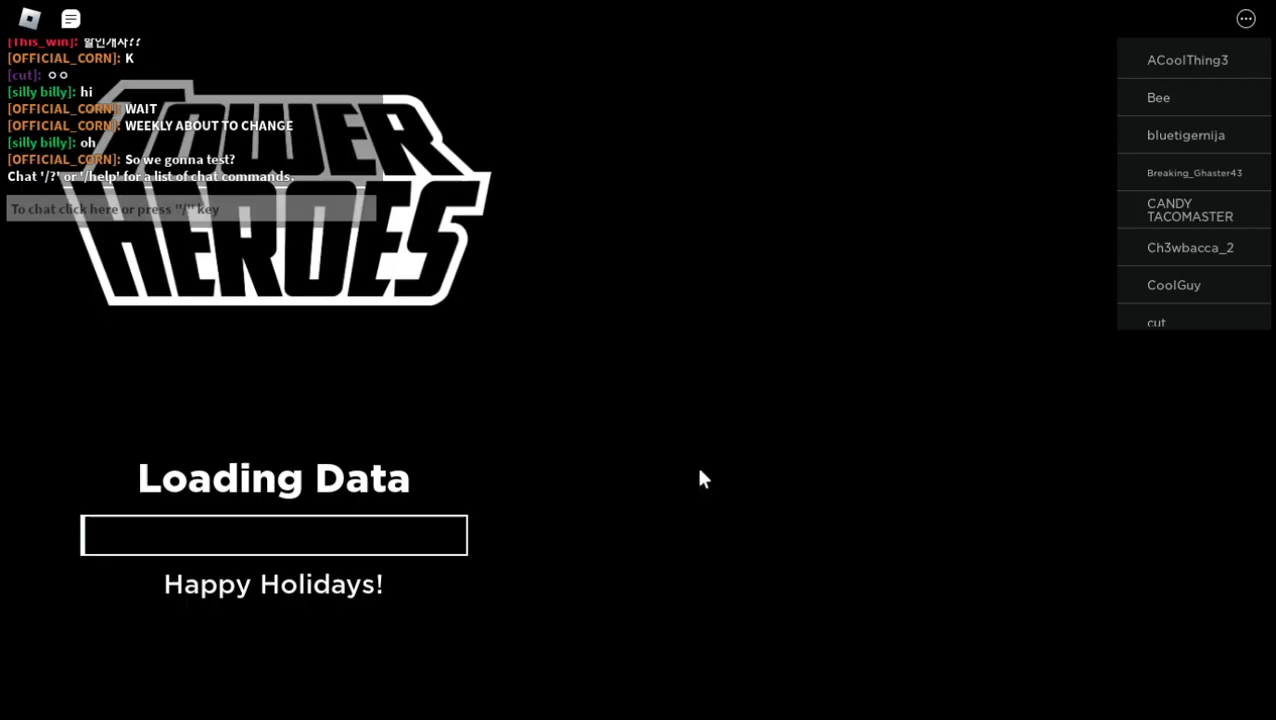 [This_win]: 할인개사??
[OFFICIAL_CORN]: K
[cut]: ㅇㅇ
[silly billy]: hi
[OFFICIAL_CORN]: WAIT
[OFFICIAL_CORN]: WEEKLY ABOUT TO CHANGE
[silly billy]: oh
[OFFICIAL_CORN]: So we gonna test?
Chat '/?' or '/help' for a list of chat commands.
To chat click here or press "/" key
TOWER
HEROES
Loading Data
Happy Holidays!
ACoolThing3
Bee
bluetigernija
Breaking_Ghaster43
CANDY
TACOMASTER
Ch3wbacca_2
CoolGuy
cut